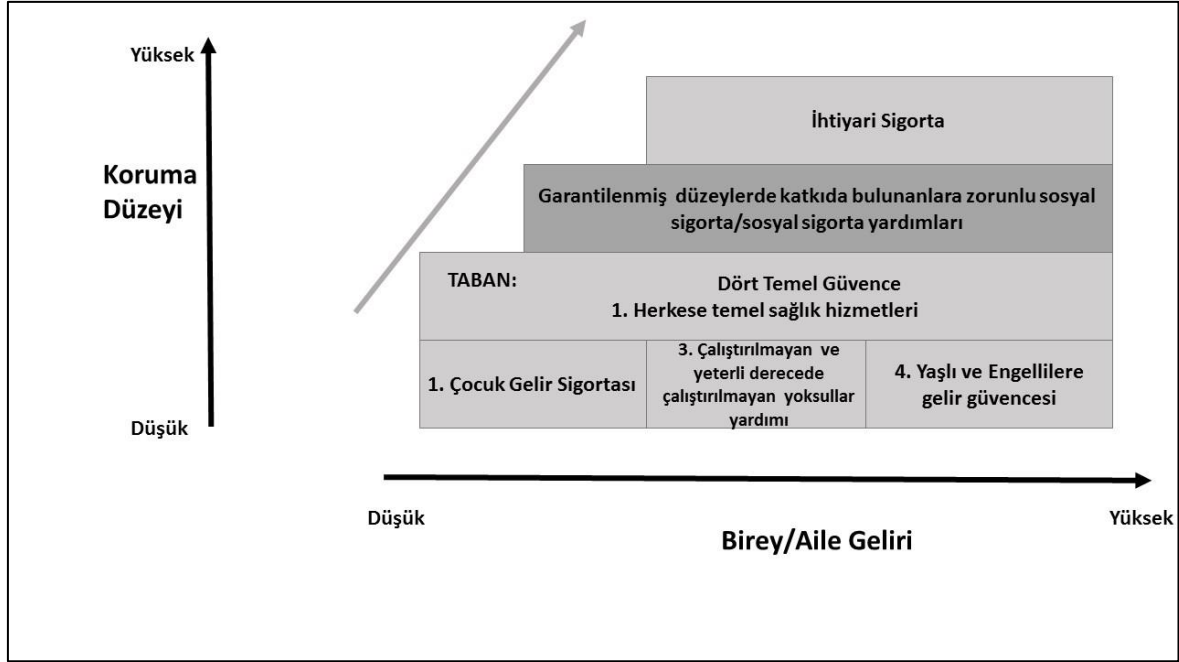 Yüksek
Koruma
Düzeyi
Düşük
İhtiyari Sigorta
Garantilenmiş düzeylerde katkıda bulunanlara zorunlu sosyal
sigorta/sosyal sigorta yardımları
TABAN:
Dört Temel Güvence
1. Herkese temel sağlık hizmetleri
1. Çocuk Gelir Sigortası
3. Çalıştırılmayan ve
yeterli derecede
çalıştırılmayan yoksullar
yardımı
4. Yaşlı ve Engellilere
gelir güvencesi
Düşük
Yüksek
Birey/Aile Geliri